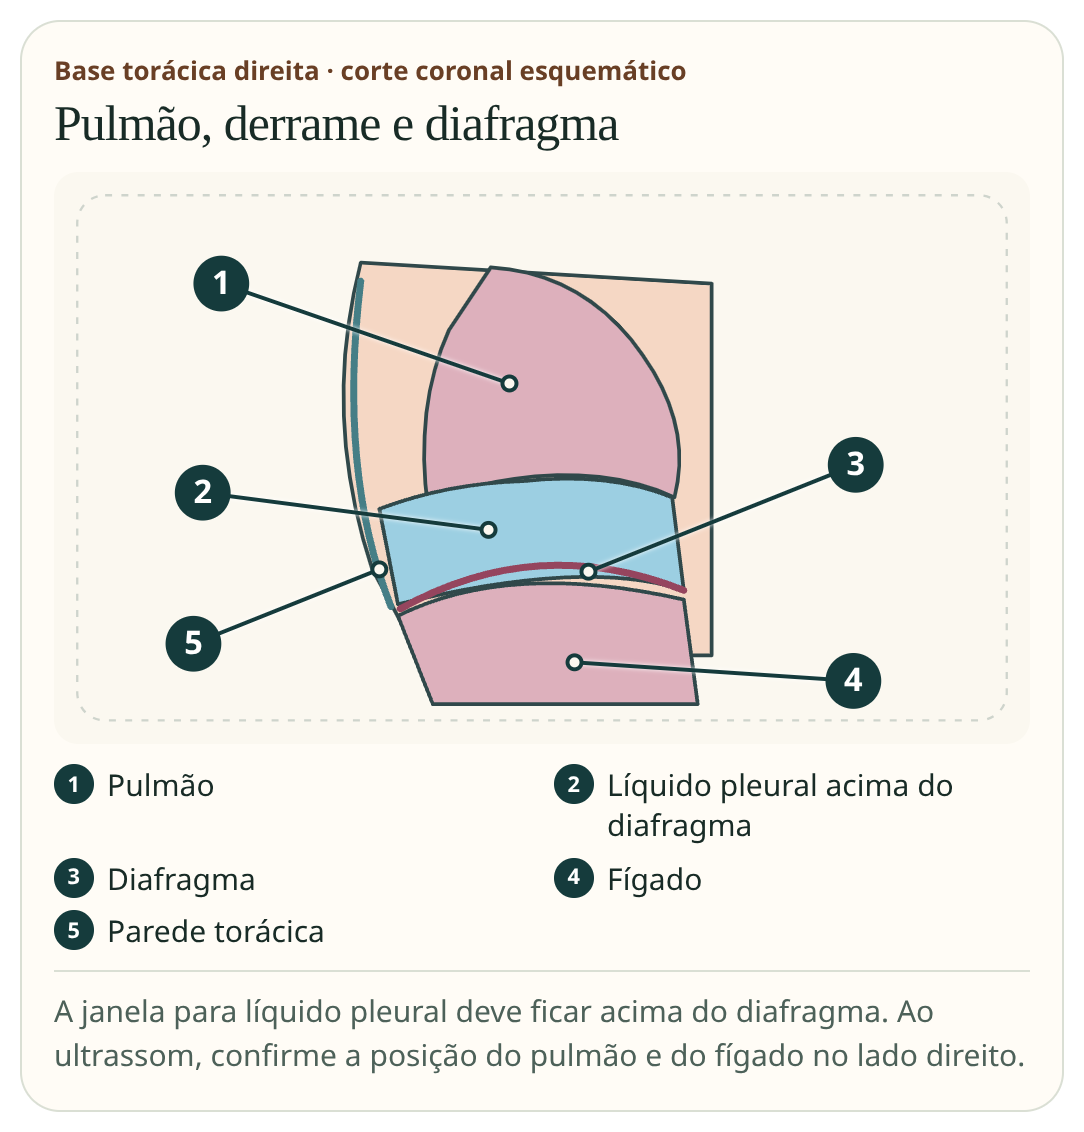 Base torácica direita · corte coronal esquemático
Pulmão, derrame e diafragma
1
2
3
5
4
1 Pulmão
2 Líquido pleural acima do
diafragma
3 Diafragma
4 Fígado
5 Parede torácica
A janela para líquido pleural deve ficar acima do diafragma. Ao
ultrassom, confirme a posição do pulmão e do fígado no lado direito.